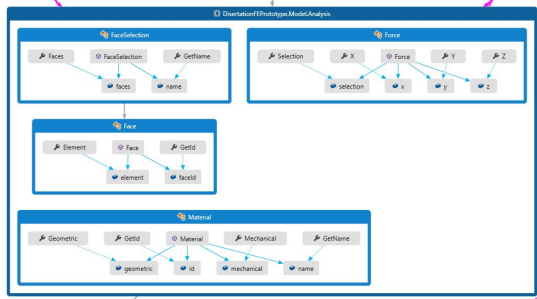 DisertationFEPrototype.Model.Analysis
FaceSelection
Faces FaceSelection GetName
faces name
Force
Selection X Force Y Z
selection x y z
Face
Element Face GetId
element faceId
Material
Geometric GetId Material Mechanical GetName
geometric id mechanical name